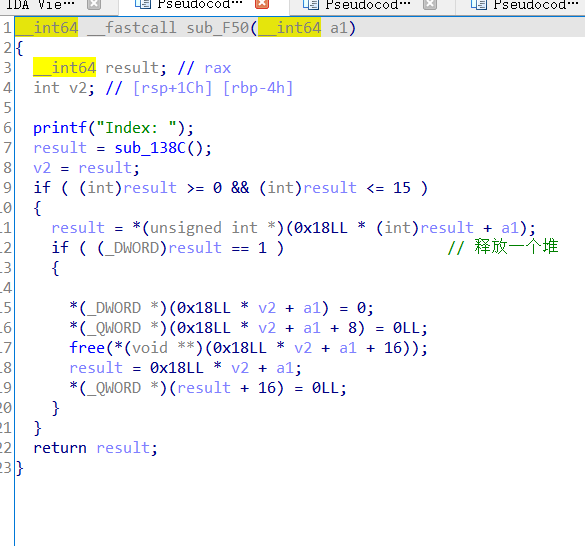 IDA Vie⋯ Pseudocod⋯ Pseudocod⋯ Pseudocod⋯
1 __int64 __fastcall sub_F50(__int64 a1)
2 {
3   __int64 result; // rax
4   int v2; // [rsp+1Ch] [rbp-4h]
5
6   printf("Index: ");
7   result = sub_138C();
8   v2 = result;
9   if ( (int)result >= 0 && (int)result <= 15 )
10   {
11     result = *(unsigned int *)(0x18LL * (int)result + a1);
12     if ( (_DWORD)result == 1 )                    // 释放一个堆
13     {
14
15       *(_DWORD *)(0x18LL * v2 + a1) = 0;
16       *(_QWORD *)(0x18LL * v2 + a1 + 8) = 0LL;
17       free(*(void **)(0x18LL * v2 + a1 + 16));
18       result = 0x18LL * v2 + a1;
19       *(_QWORD *)(result + 16) = 0LL;
20     }
21   }
22   return result;
23 }